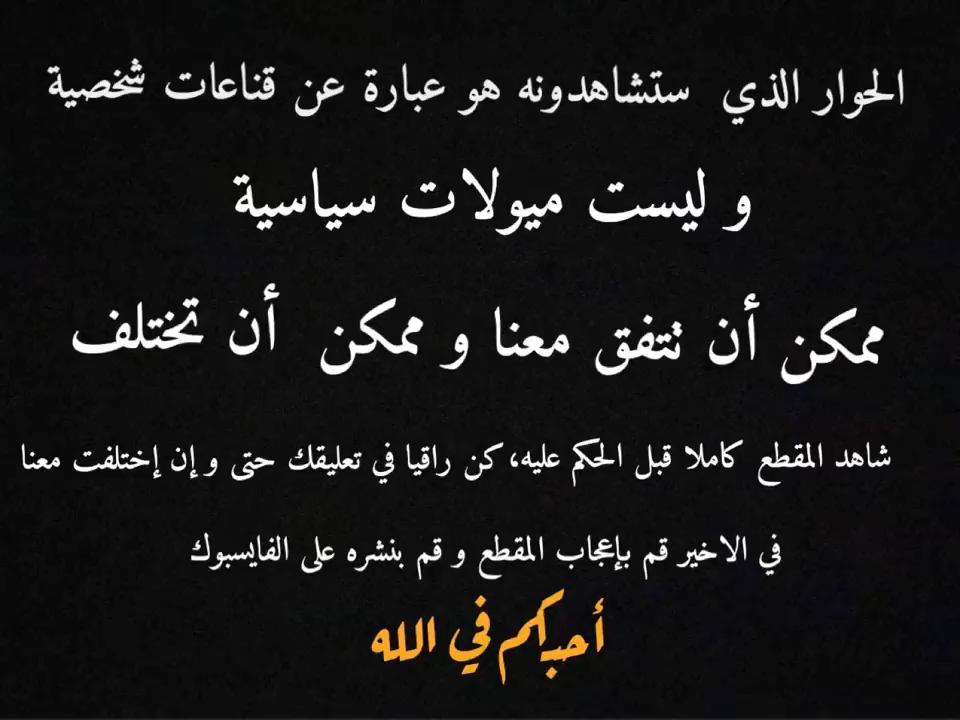 الحوار الذي ستشاهدونه هو عبارة عن قناعات شخصية
و ليست ميولات سياسية
ممكن أن نتفق معنا و ممكن أن تختلف
شاهد المقطع كاملا قبل الحكم عليه، كن راقيا في تعليقك حتى و إن إختلفت معنا
في الاخير قم بإعجاب المقطع و قم بنشره على الفايسبوك
أحبكم في الله